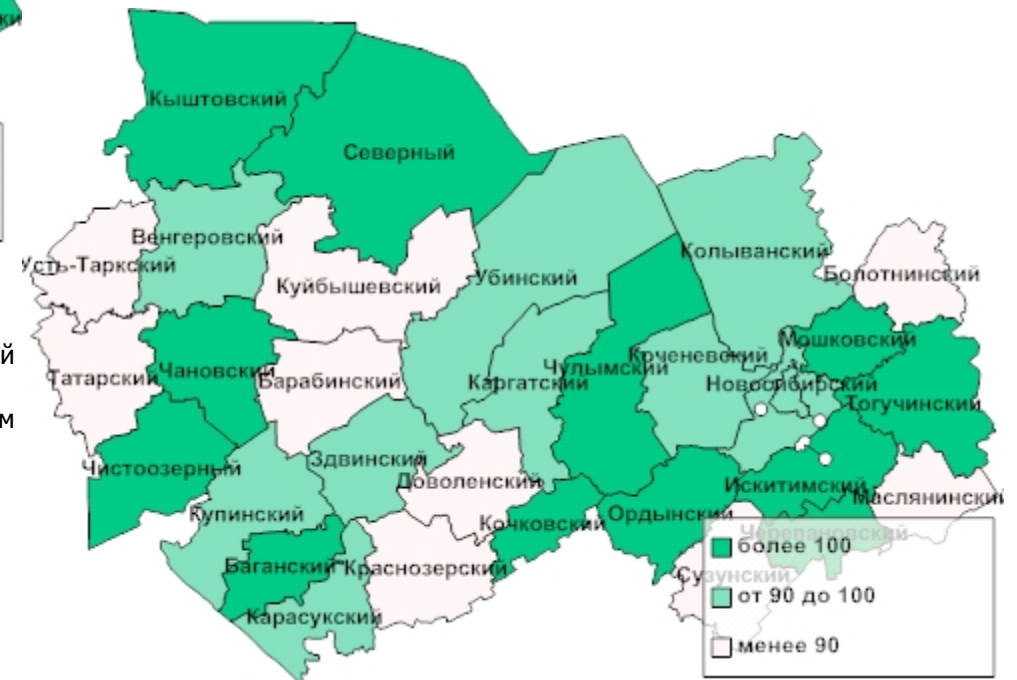 ки
Кыштовский
Северный
Венгеровский
Усть-Таркский
Куйбышевский
Убинский
Колыванский
Болотнинский
й
Татарский
Чановский
Барабинский
Каргатский
Чулымский
Коченевский
Мошковский
Новосибирский
Тогучинский
м
Чистоозерный
Здвинский
Доволенский
Купинский
Кочковский
Ордынский
Искитимский
Маслянинский
Черепановский
Баганский
Краснозерский
Сузунский
Карасукский
более 100
от 90 до 100
менее 90